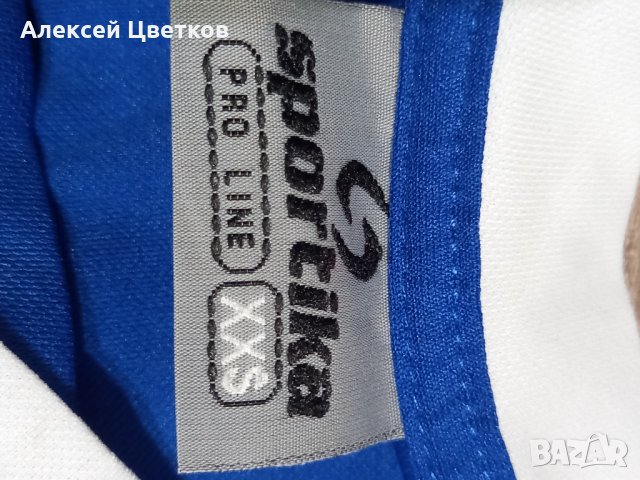 Алексей Цветков
sportika
PRO LINE
XXS
BAZAR